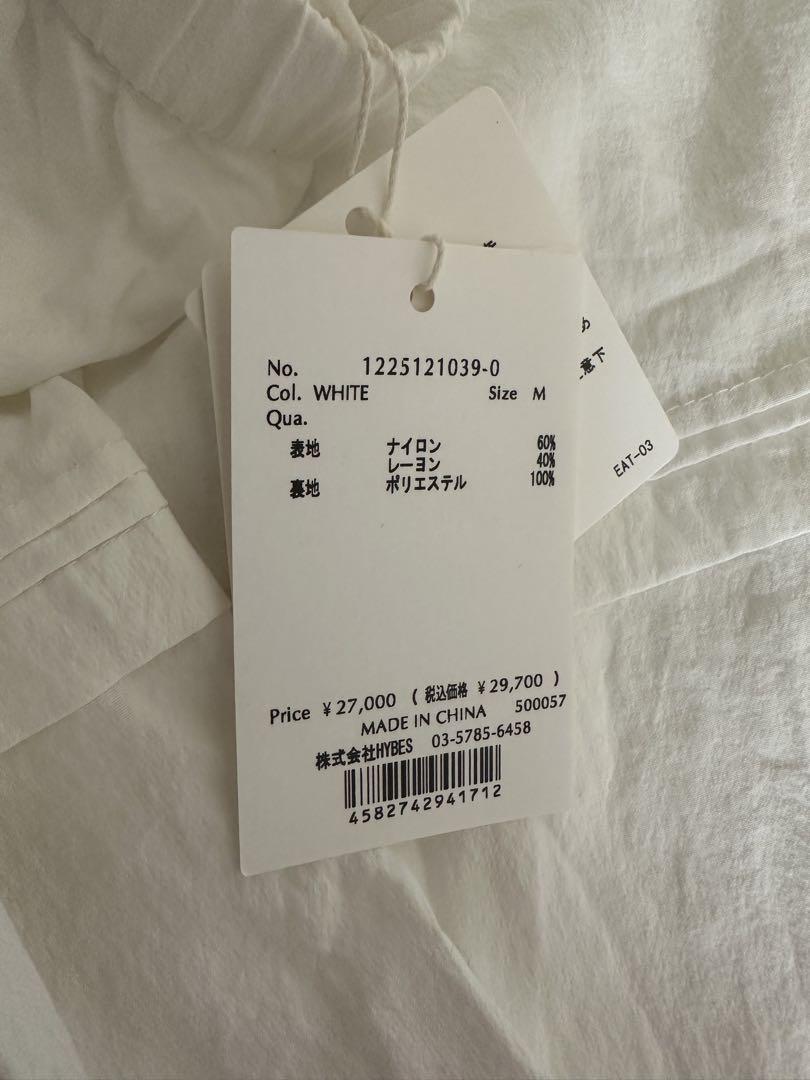 No. 1225121039-0
Col. WHITE Size M
Qua.
表地 ナイロン 60%
レーヨン 40%
裏地 ポリエステル 100%
Price ¥27,000 ( 税込価格 ¥29,700 )
MADE IN CHINA 500057
株式会社HYBES 03-5785-6458
4582742941712
意下
EAT-03